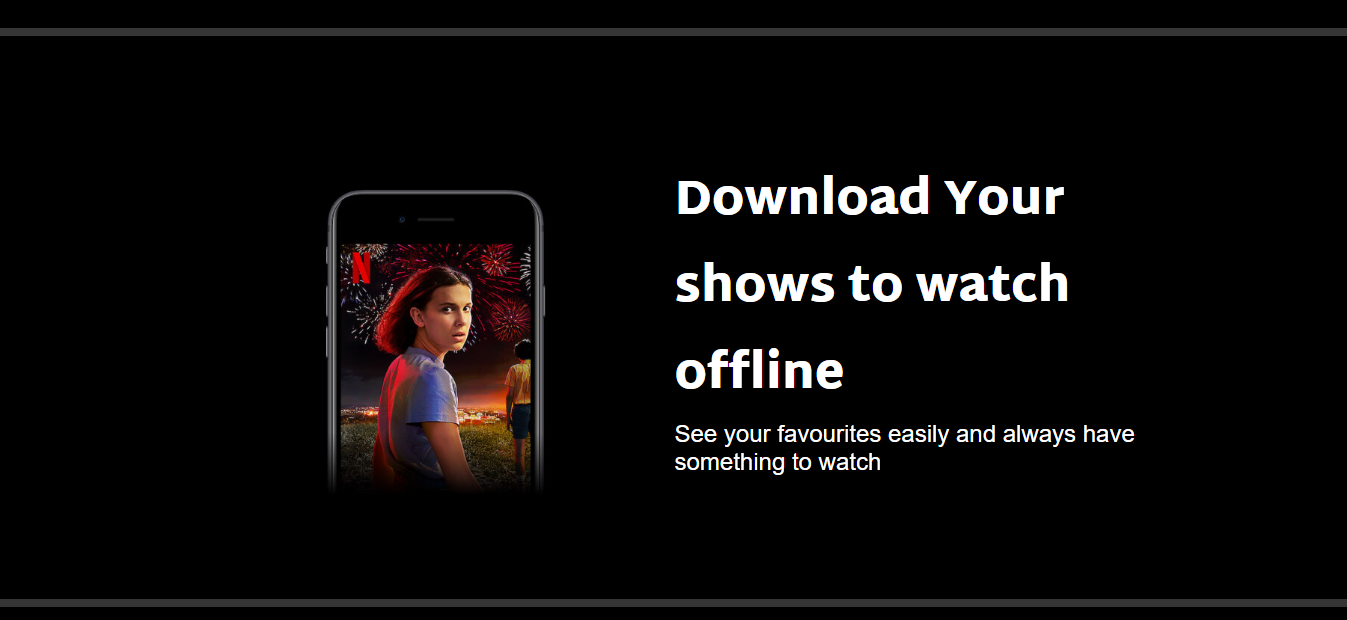 N
Download Your
shows to watch
offline
See your favourites easily and always have
something to watch